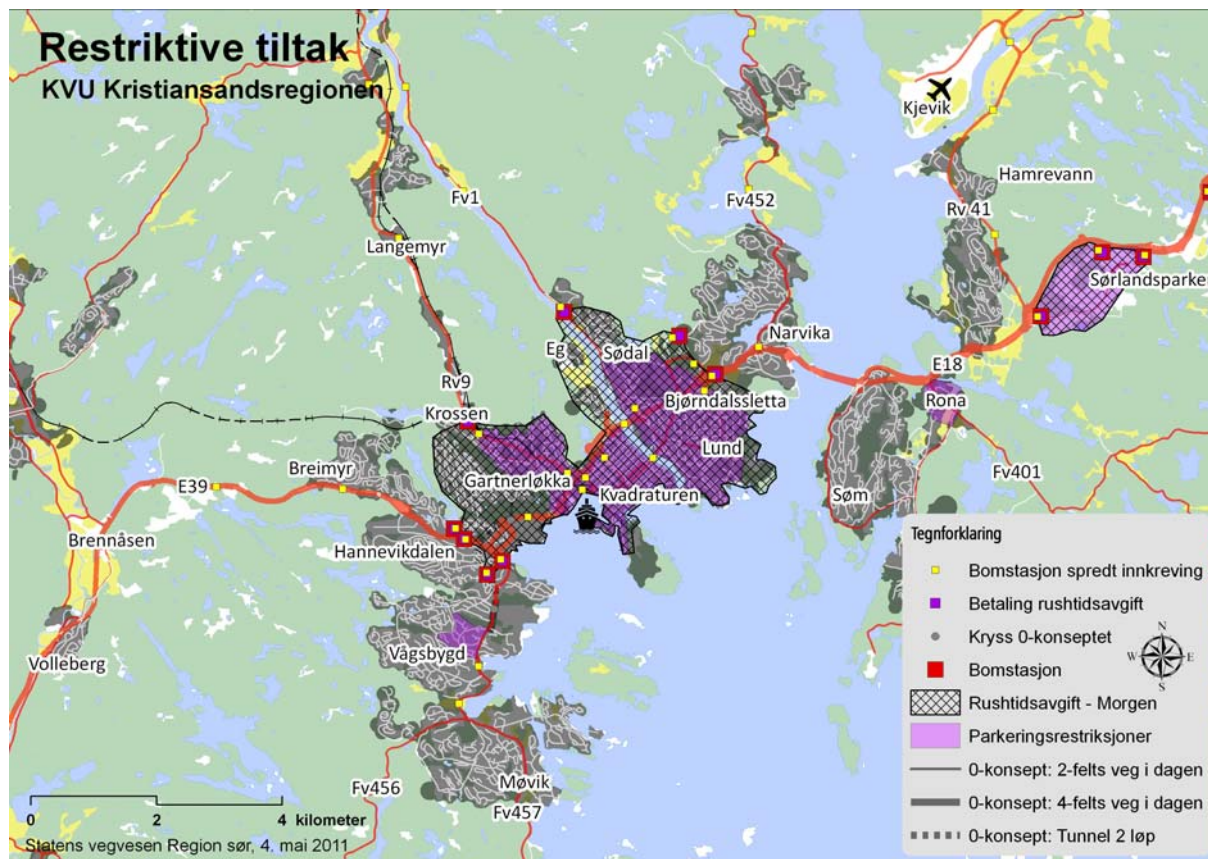 Restriktive tiltak
KVU Kristiansandsregionen
Kjevik
Hamrevann
Fv1
Fv452
Rv 41
Langemyr
Sørlandsparken
Eg
Sødal
Narvika
E18
Rv9
Krossen
Bjørndalssletta
Rona
Lund
Breimyr
Gartnerløkka
Fv401
E39
Kvadraturen
Søm
Brennåsen
Hannevikdalen
Vågsbygd
Volleberg
Fv456
Møvik
Fv457
Tegnforklaring
Bomstasjon spredt innkreving
Betaling rushtidsavgift
Kryss 0-konseptet
Bomstasjon
Rushtidsavgift - Morgen
Parkeringsrestriksjoner
0-konsept: 2-felts veg i dagen
0-konsept: 4-felts veg i dagen
0-konsept: Tunnel 2 løp
N
W E
S
0 2 4 kilometer
Statens vegvesen Region sør, 4. mai 2011